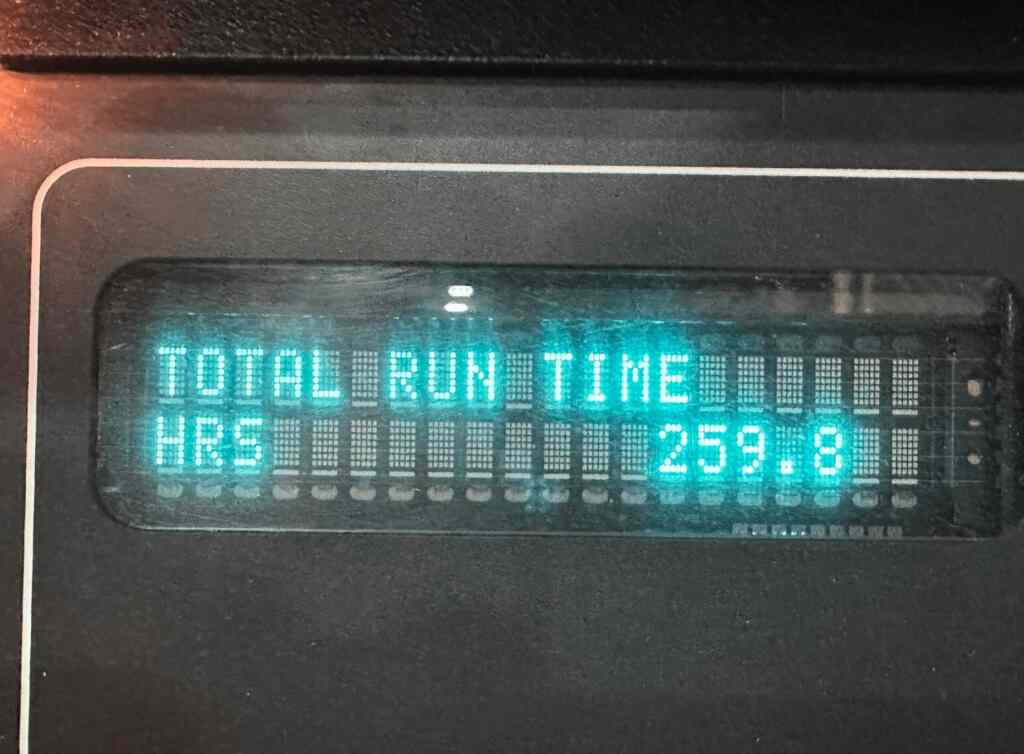 TOTAL RUN TIME
HRS 259.8